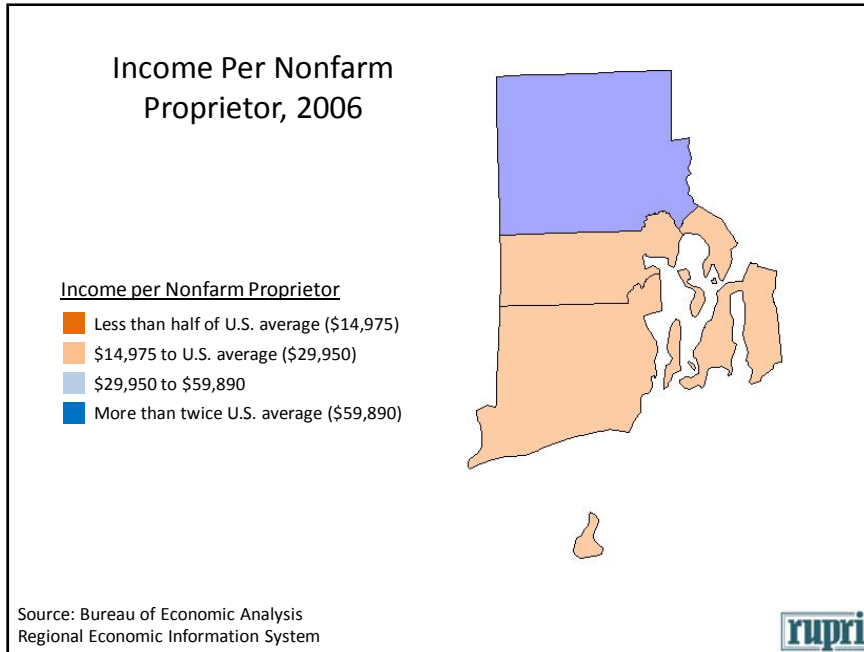 Income Per Nonfarm
Proprietor, 2006
Income per Nonfarm Proprietor
Less than half of U.S. average ($14,975)
$14,975 to U.S. average ($29,950)
$29,950 to $59,890
More than twice U.S. average ($59,890)
Source: Bureau of Economic Analysis
Regional Economic Information System
rupri